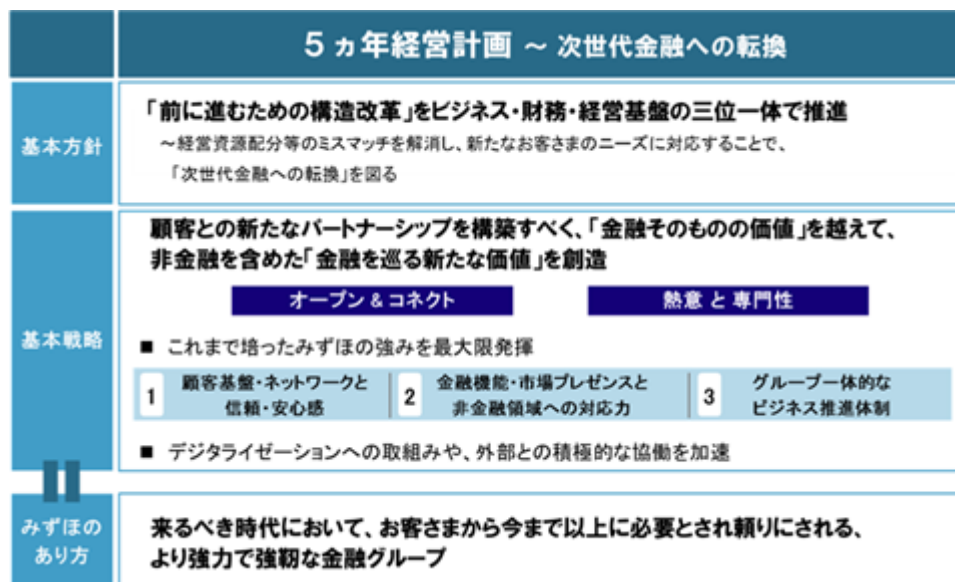 5ヵ年経営計画 ～ 次世代金融への転換
基本方針
「前に進むための構造改革」をビジネス・財務・経営基盤の三位一体で推進
～経営資源配分等のミスマッチを解消し、新たなお客さまのニーズに対応することで、
「次世代金融への転換」を図る
基本戦略
顧客との新たなパートナーシップを構築すべく、「金融そのものの価値」を越えて、
非金融を含めた「金融を巡る新たな価値」を創造
オープン & コネクト
熱意 と 専門性
■ これまで培ったみずほの強みを最大限発揮
1
顧客基盤・ネットワークと
信頼・安心感
2
金融機能・市場プレゼンスと
非金融領域への対応力
3
グループ一体的な
ビジネス推進体制
■ デジタライゼーションへの取組みや、外部との積極的な協働を加速
みずほの
あり方
来るべき時代において、お客さまから今まで以上に必要とされ頼りにされる、
より強力で強靭な金融グループ